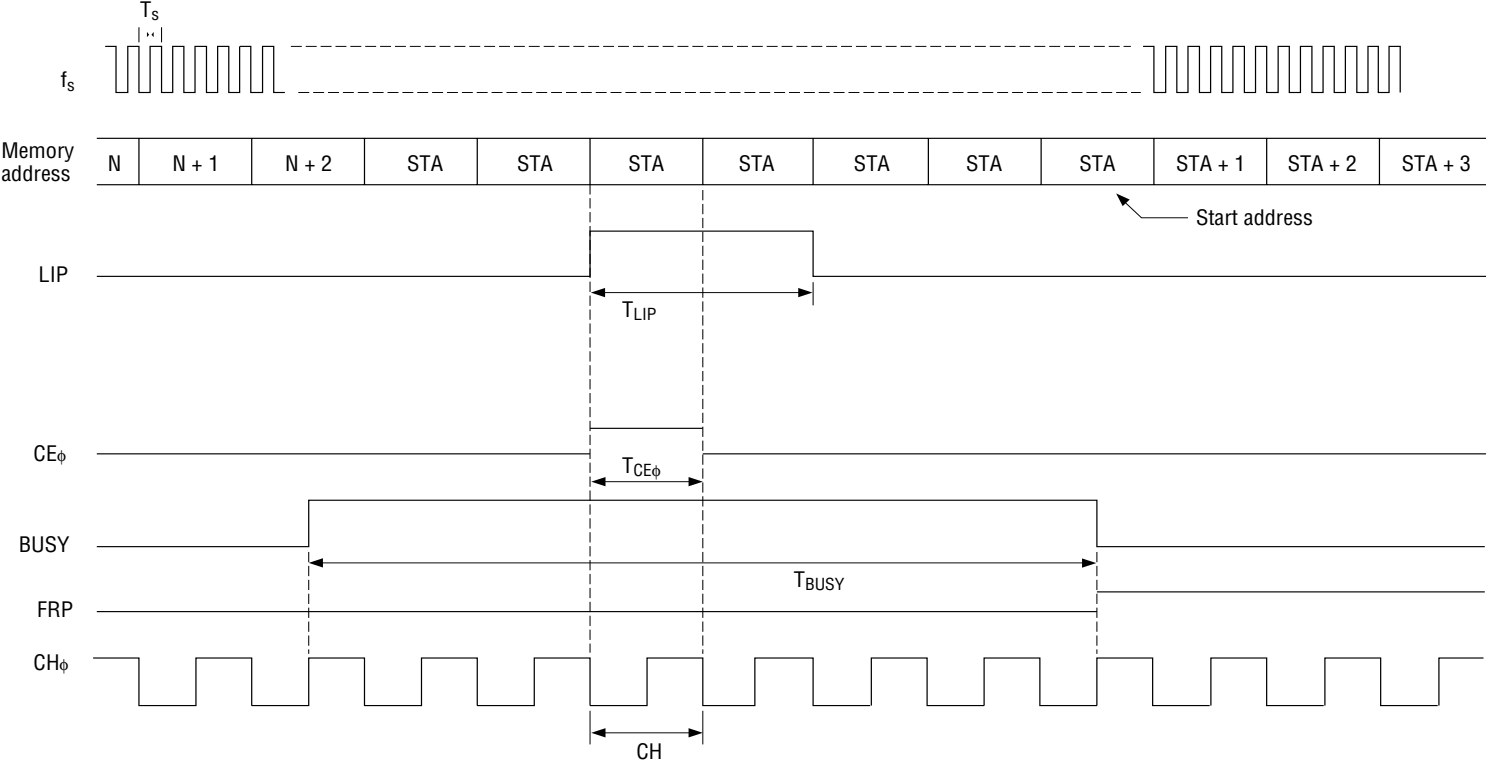 Ts
fs
Memory
address
N
N + 1
N + 2
STA
STA
STA
STA
STA
STA
STA
STA + 1
STA + 2
STA + 3
Start address
LIP
TLIP
CEϕ
TCEϕ
BUSY
TBUSY
FRP
CHϕ
CH